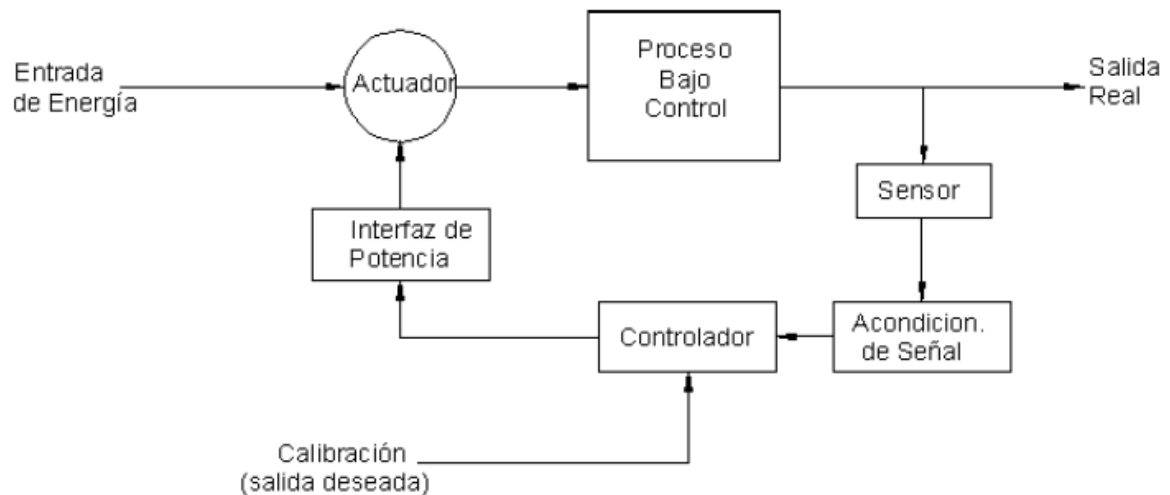 Entrada
de Energía
Actuador
Proceso
Bajo
Control
Salida
Real
Sensor
Interfaz de
Potencia
Controlador
Acondicion.
de Señal
Calibración
(salida deseada)